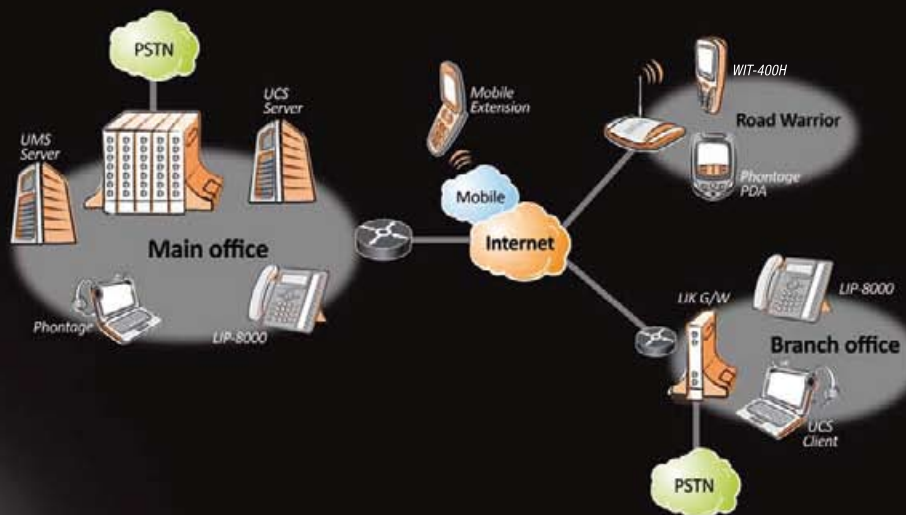 PSTN
UCS
Server
UMS
Server
Main office
Phontage
LIP-8000
Mobile
Extension
Mobile
Internet
WIT-400H
Road Warrior
Phontage
PDA
LIK G/W
LIP-8000
Branch office
UCS
Client
PSTN